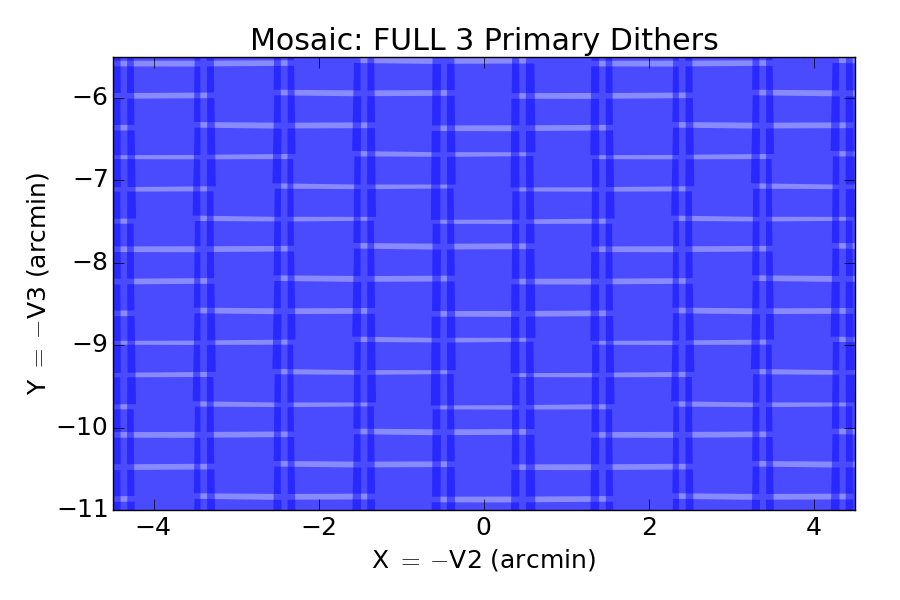 Mosaic: FULL 3 Primary Dithers
−6
−7
−8
−9
−10
−11
Y = −V3 (arcmin)
−4 −2 0 2 4
X = −V2 (arcmin)